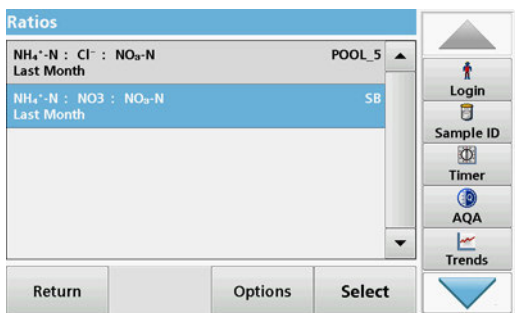 Ratios
NH₄⁺-N : Cl⁻ : NO₃-N POOL_5
Last Month
NH₄⁺-N : NO3 : NO₃-N SB
Last Month
Return
Options
Select
Login
Sample ID
Timer
AQA
Trends